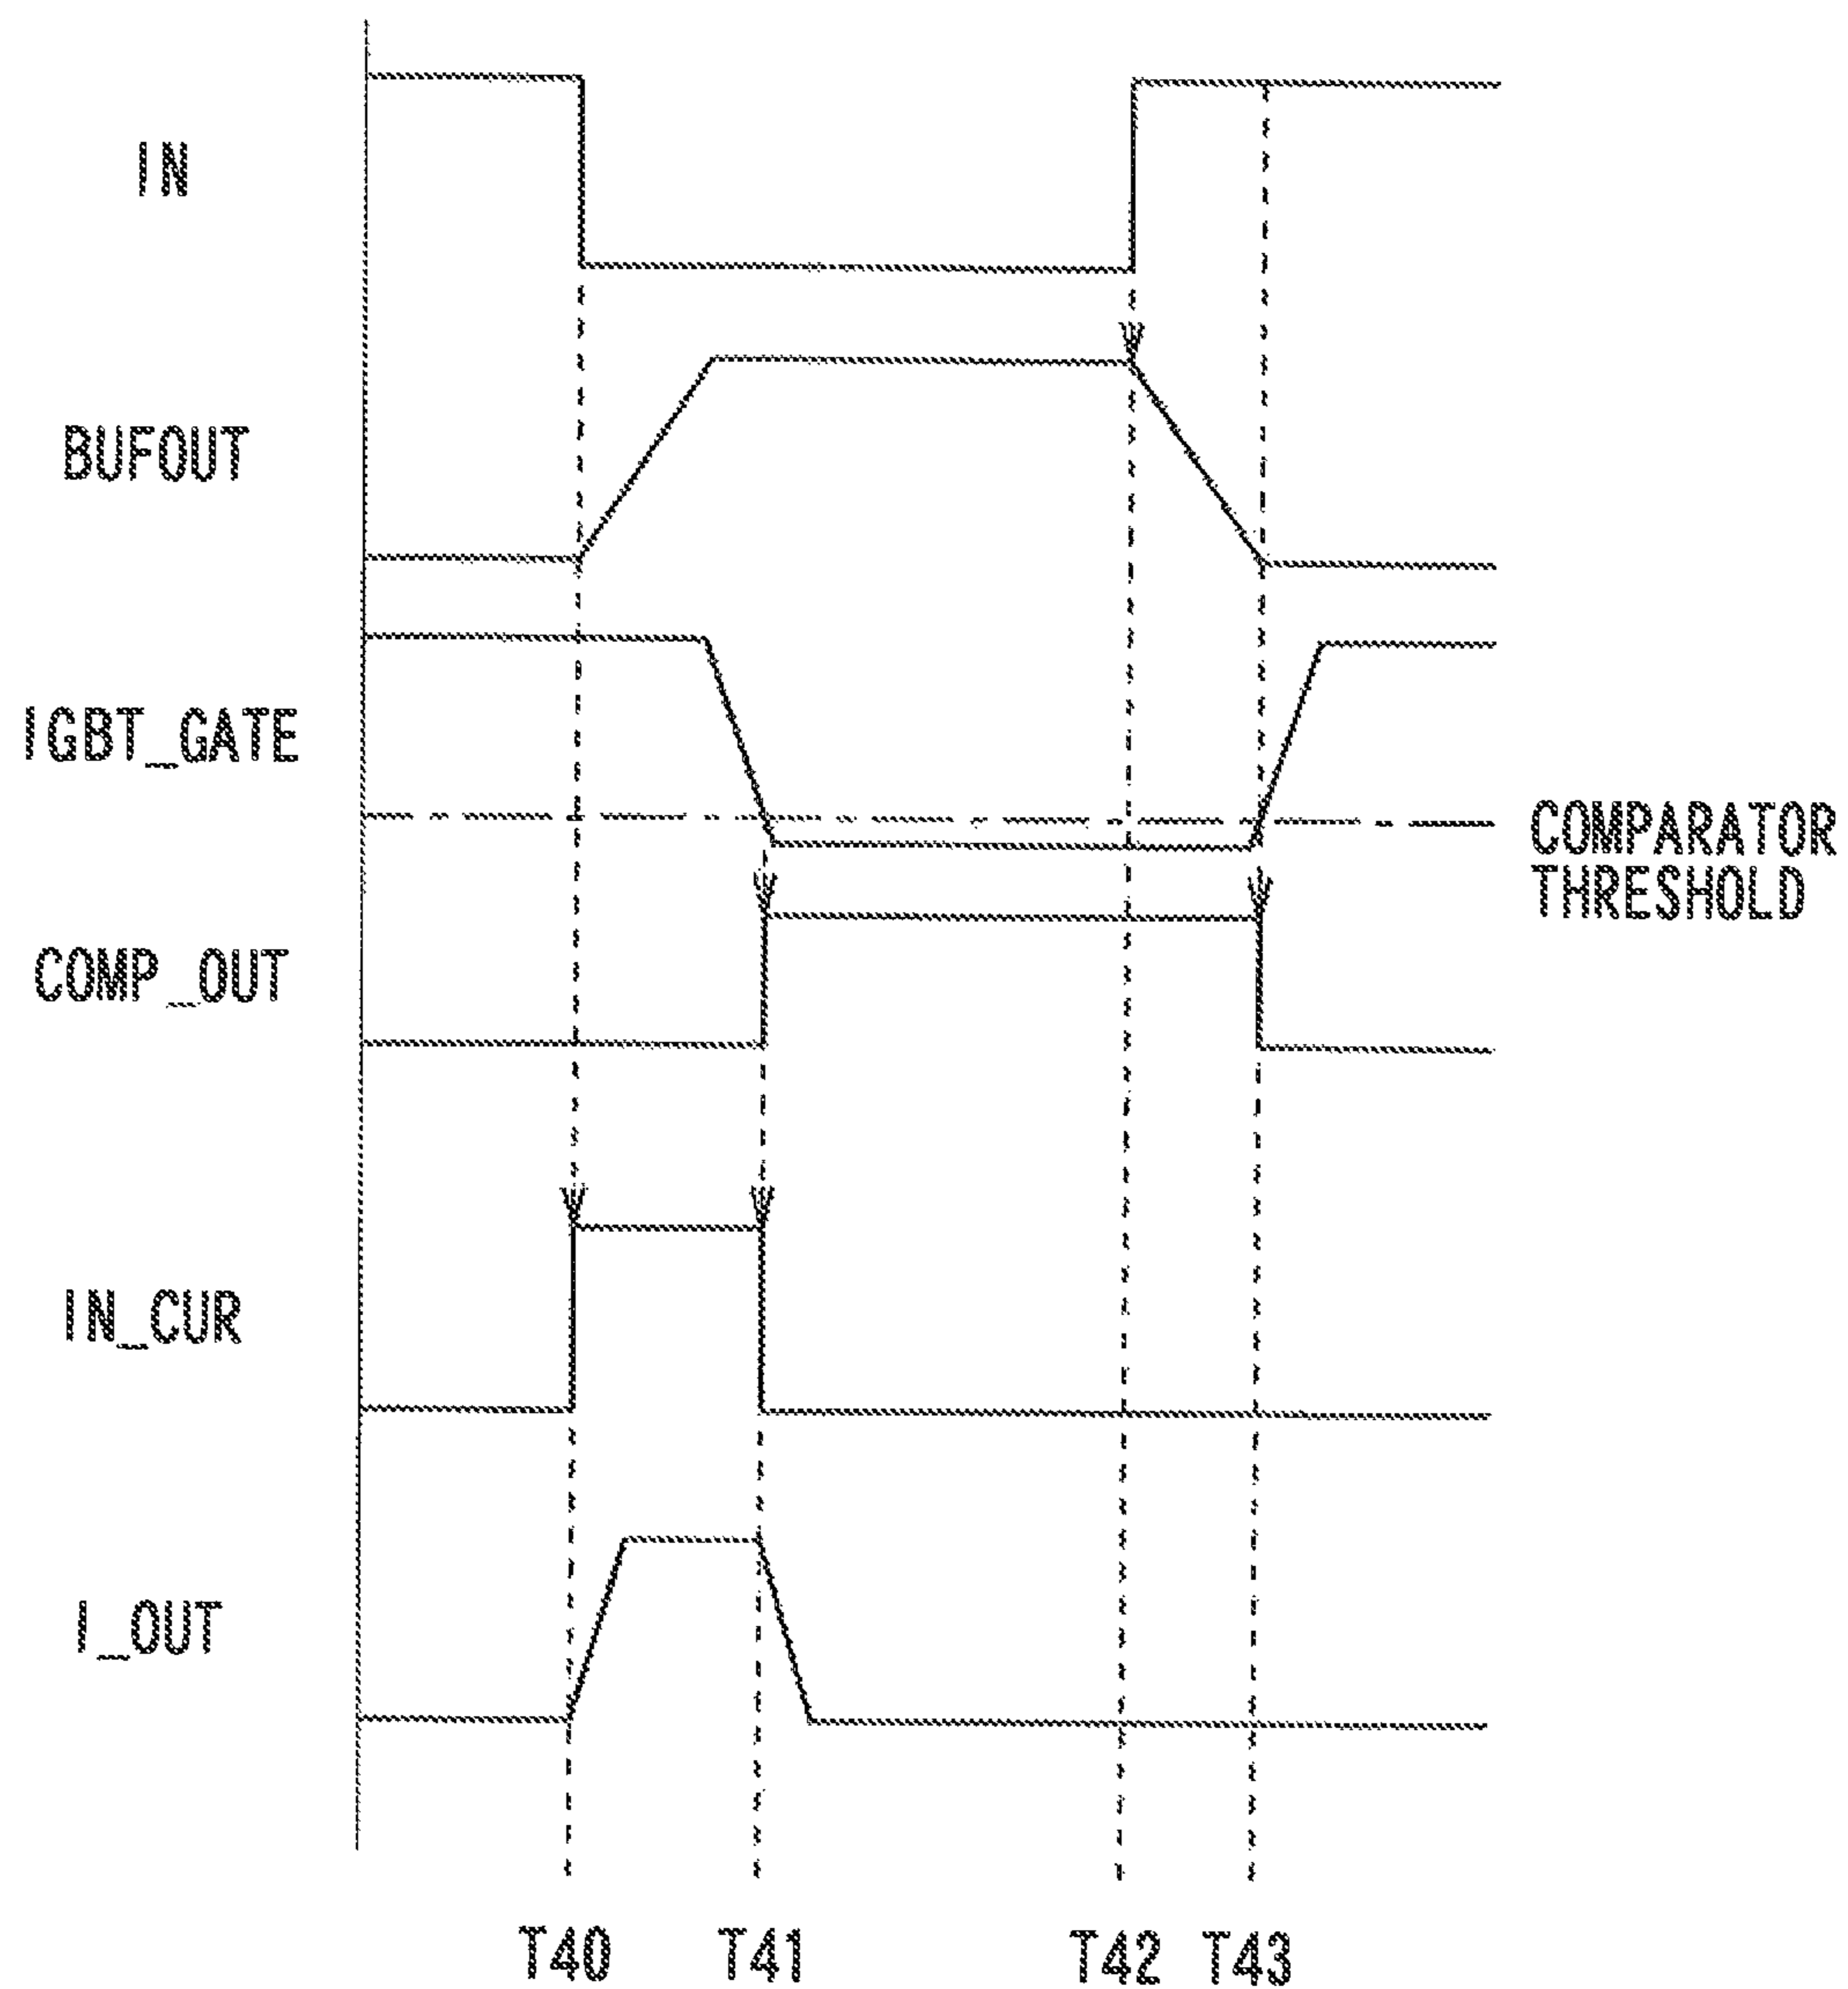 IN
BUFOUT
IGBT_GATE
COMPARATOR
THRESHOLD
COMP_OUT
IN_CUR
I_OUT
T40 T41 T42 T43